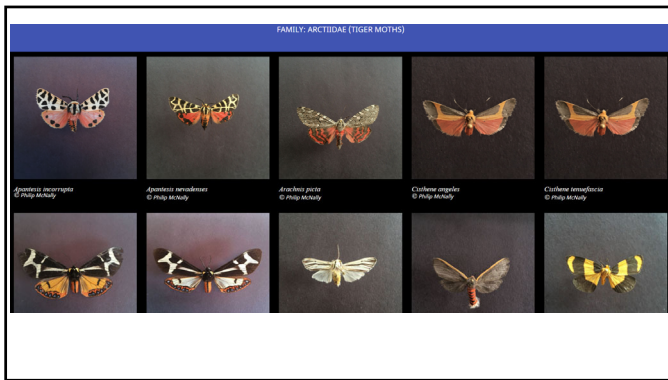 FAMILY: ARCTIIDAE (TIGER MOTHS)
Apantesis incorrupta
© Philip McNally
Apantesis nevadenses
© Philip McNally
Arachnis picta
© Philip McNally
Cisthene angeles
© Philip McNally
Cisthene tenuefascia
© Philip McNally